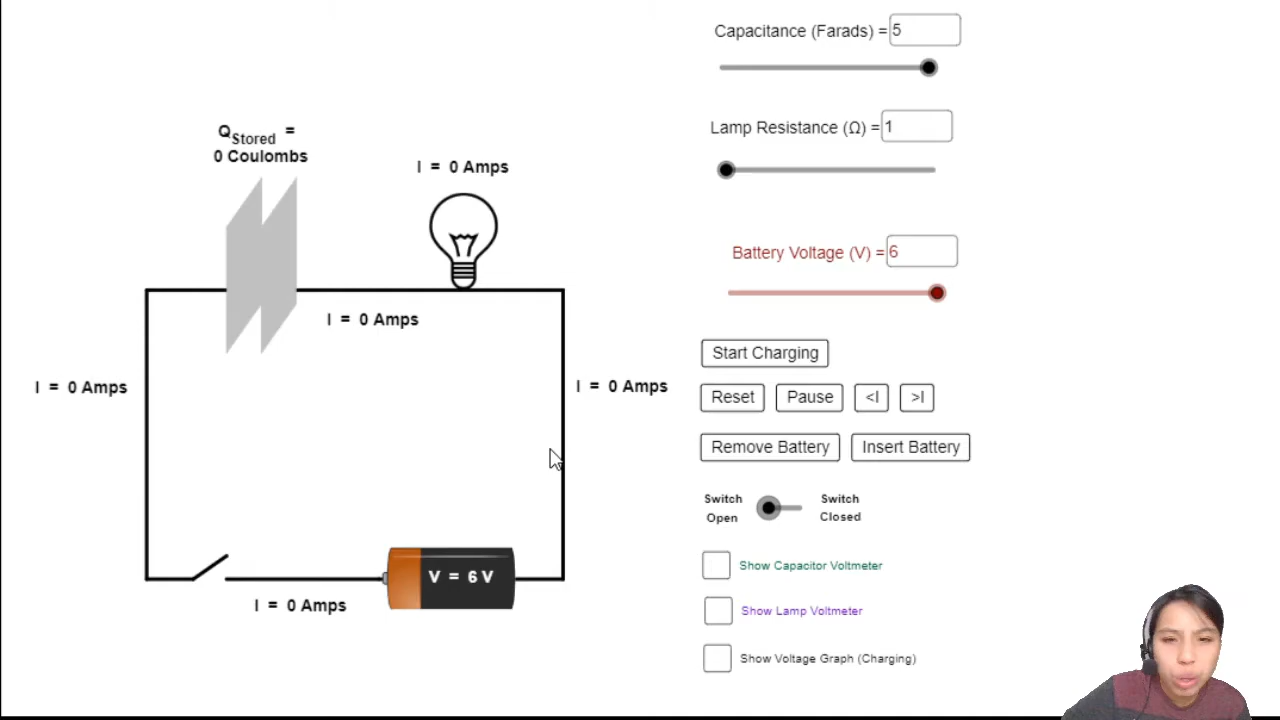 Capacitance (Farads) = 5
Lamp Resistance (Ω) = 1
Q Stored =
0 Coulombs
I = 0 Amps
Battery Voltage (V) = 6
I = 0 Amps
Start Charging
I = 0 Amps
I = 0 Amps
Reset Pause <I >I
Remove Battery Insert Battery
Switch Open
Switch Closed
V = 6 V
I = 0 Amps
Show Capacitor Voltmeter
Show Lamp Voltmeter
Show Voltage Graph (Charging)